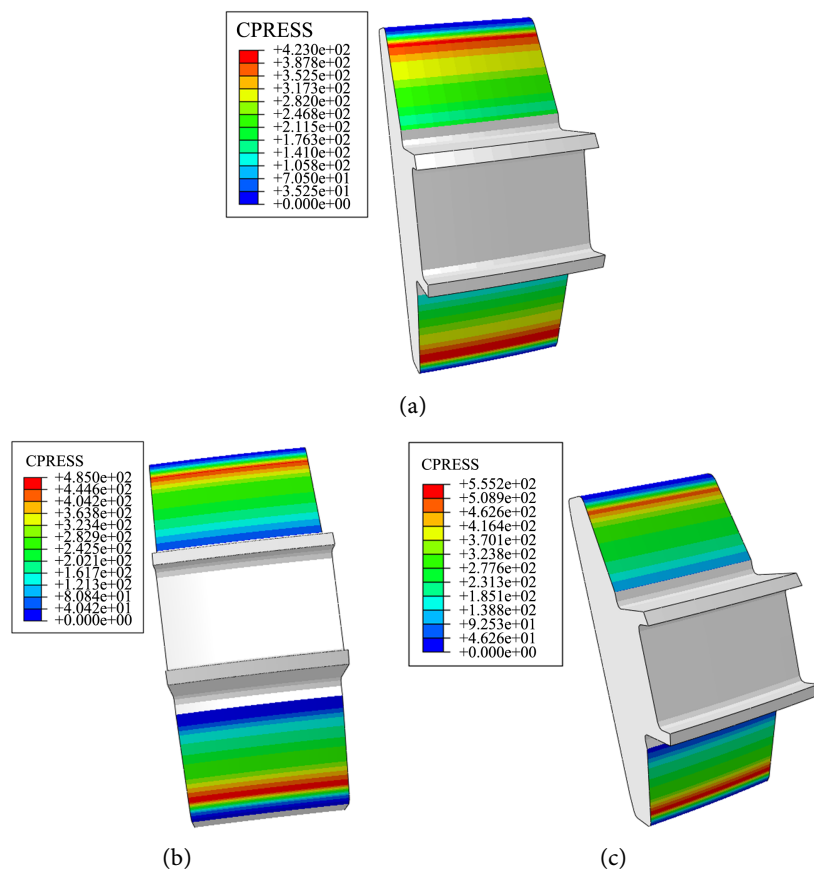 CPRESS
+4.230e+02
+3.878e+02
+3.525e+02
+3.173e+02
+2.820e+02
+2.468e+02
+2.115e+02
+1.763e+02
+1.410e+02
+1.058e+02
+7.050e+01
+3.525e+01
+0.000e+00
(a)
CPRESS
+4.850e+02
+4.446e+02
+4.042e+02
+3.638e+02
+3.234e+02
+2.829e+02
+2.425e+02
+2.021e+02
+1.617e+02
+1.213e+02
+8.084e+01
+4.042e+01
+0.000e+00
(b)
CPRESS
+5.552e+02
+5.089e+02
+4.626e+02
+4.164e+02
+3.701e+02
+3.238e+02
+2.776e+02
+2.313e+02
+1.851e+02
+1.388e+02
+9.253e+01
+4.626e+01
+0.000e+00
(c)